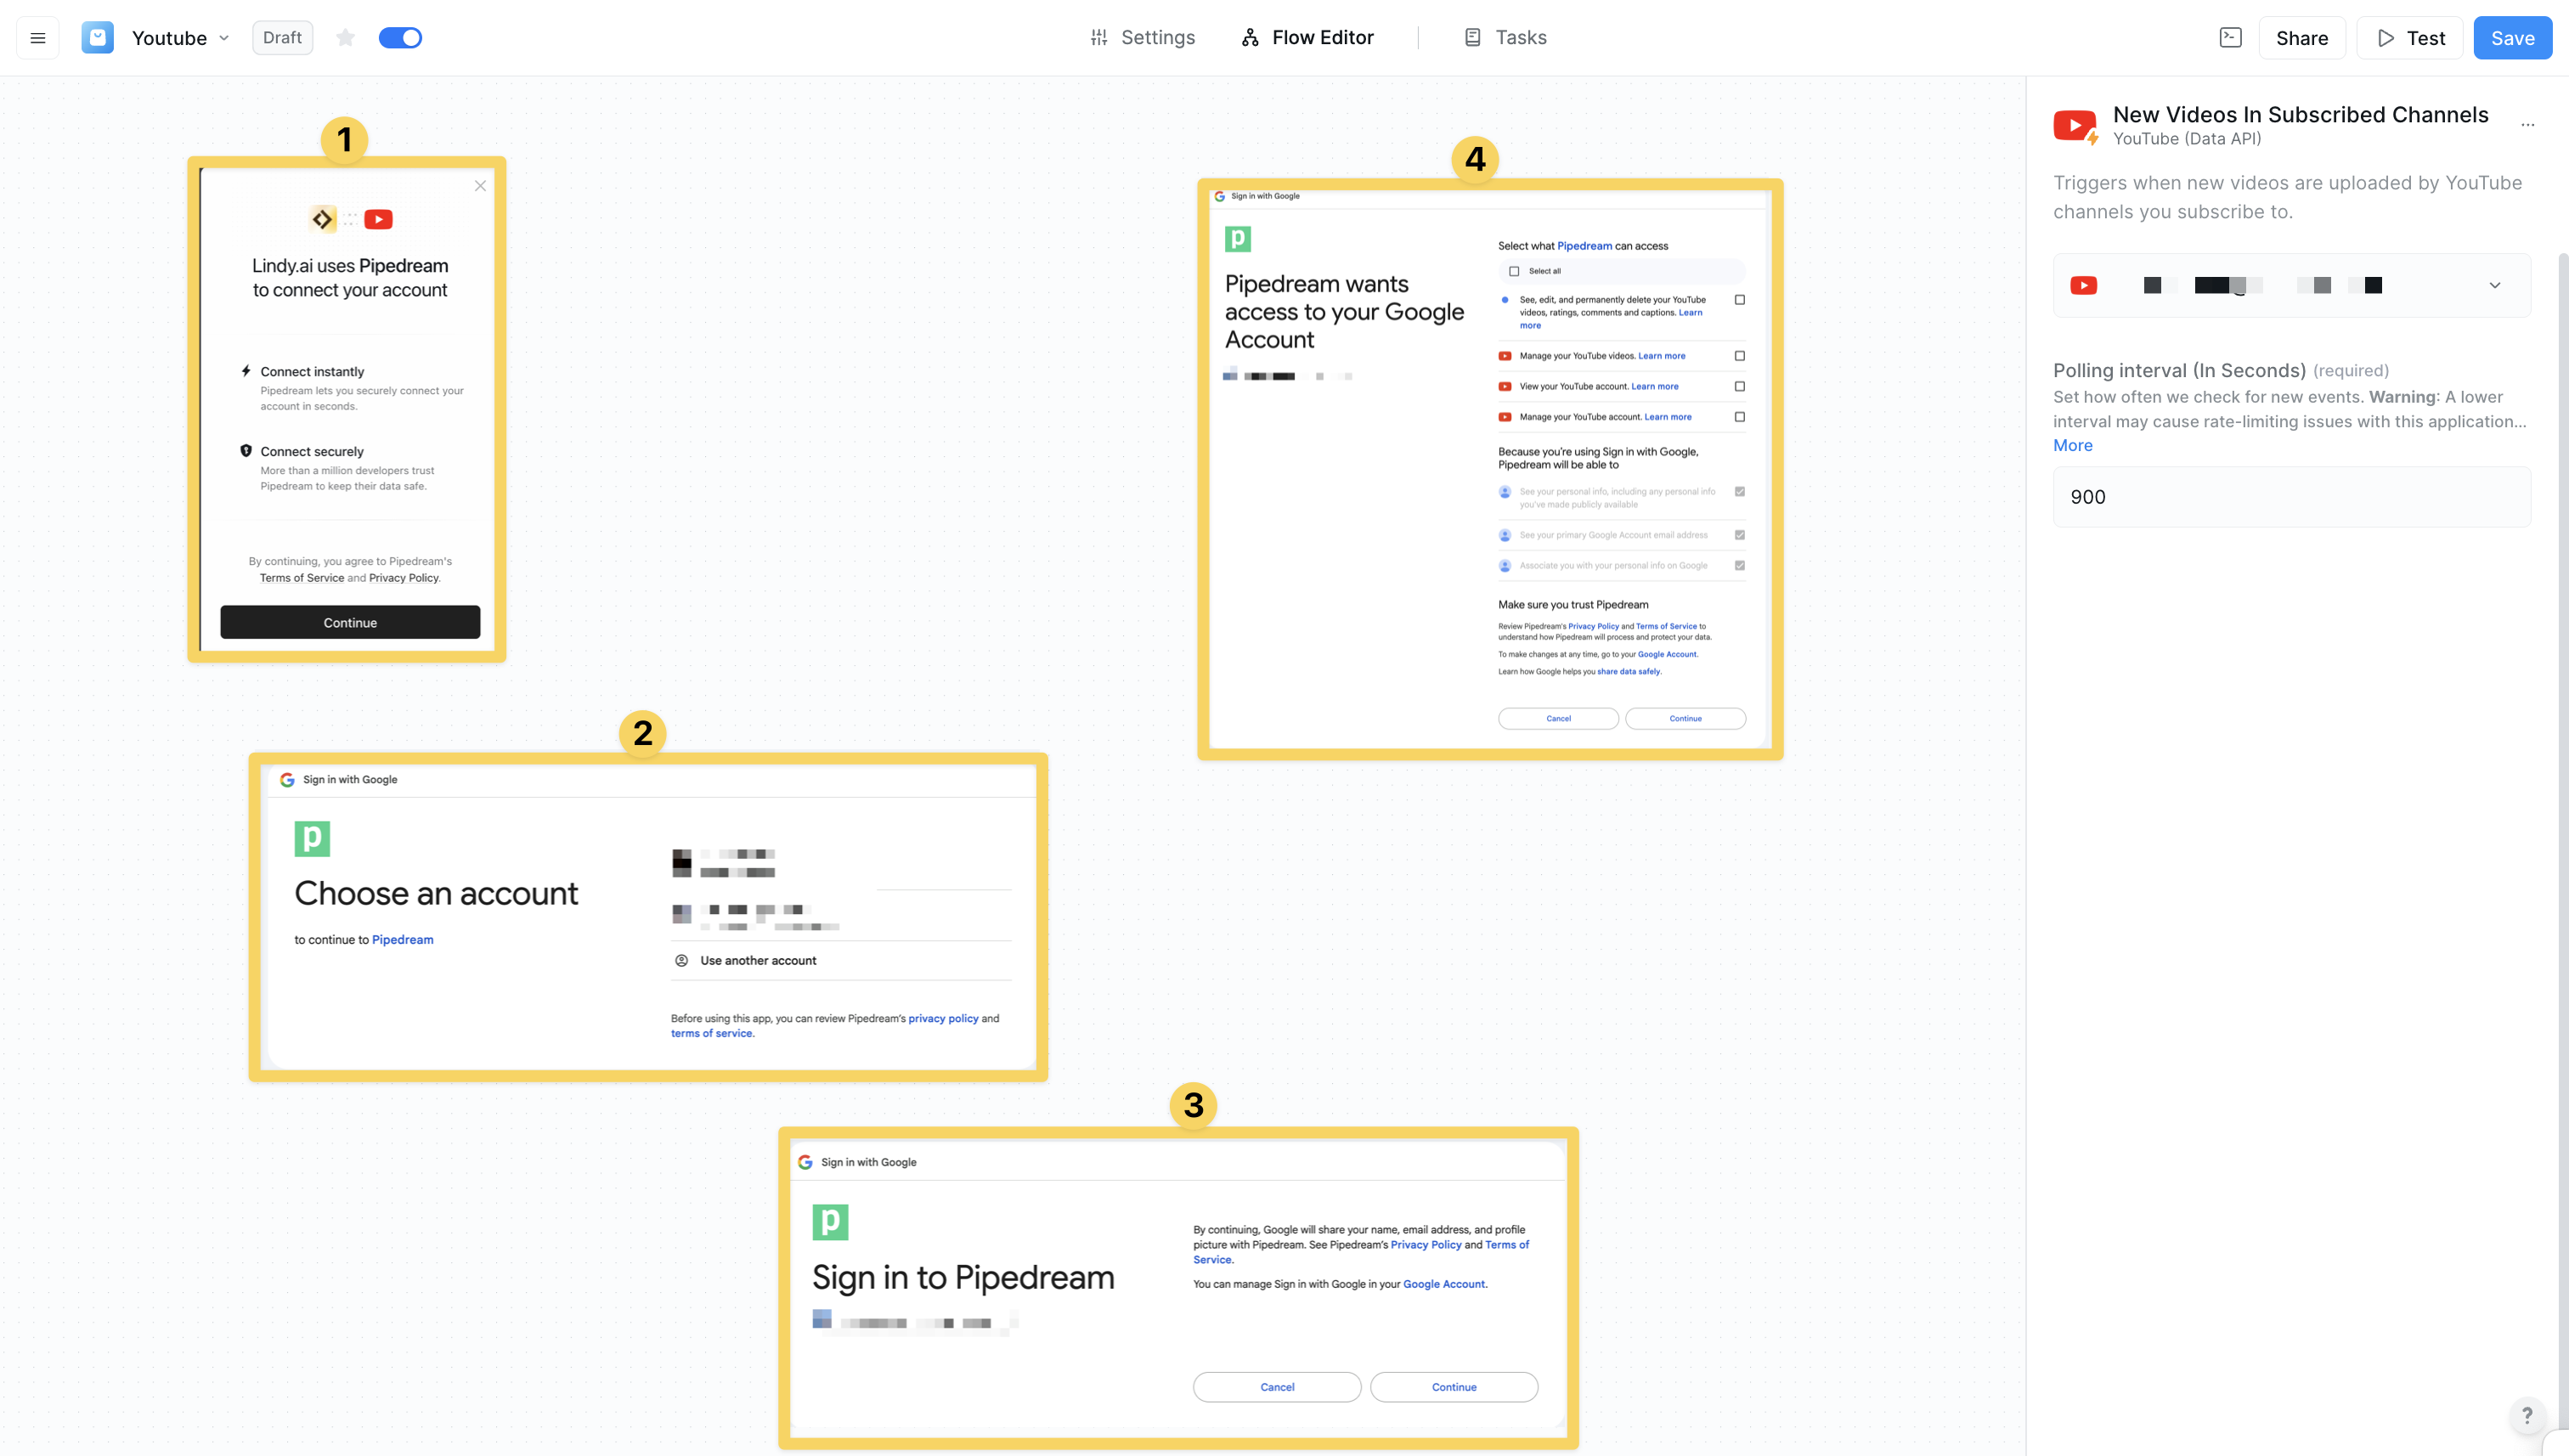 Youtube
Draft
Settings
Flow Editor
Tasks
Share
Test
Save
1
Lindy.ai uses Pipedream
to connect your account
Connect instantly
Pipedream lets you securely connect your
account in seconds.
Connect securely
More than a million developers trust
Pipedream to keep their data safe.
By continuing, you agree to Pipedream's
Terms of Service and Privacy Policy.
Continue
2
Sign in with Google
p
Choose an account
to continue to Pipedream
Use another account
Before using this app, you can review Pipedream's privacy policy and
terms of service.
3
Sign in with Google
p
Sign in to Pipedream
By continuing, Google will share your name, email address, and profile
picture with Pipedream. See Pipedream's Privacy Policy and Terms of
Service.
You can manage Sign in with Google in your Google Account.
Cancel
Continue
4
Sign in with Google
p
Pipedream wants
access to your Google
Account
Select what Pipedream can access
Select all
See, edit, and permanently delete your YouTube
videos, ratings, comments and captions. Learn
more
Manage your YouTube videos. Learn more
View your YouTube account. Learn more
Manage your YouTube account. Learn more
Because you're using Sign in with Google,
Pipedream will be able to
See your personal info, including any personal info
you've made publicly available
See your primary Google Account email address
Associate you with your personal info on Google
Make sure you trust Pipedream
Review Pipedream's Privacy Policy and Terms of Service to
understand how Pipedream will process and protect your data.
To make changes at any time, go to your Google Account.
Learn how Google helps you share data safely.
Cancel
Continue
New Videos In Subscribed Channels
YouTube (Data API)
Triggers when new videos are uploaded by YouTube
channels you subscribe to.
Polling interval (In Seconds) (required)
Set how often we check for new events. Warning: A lower
interval may cause rate-limiting issues with this application...
More
900
?